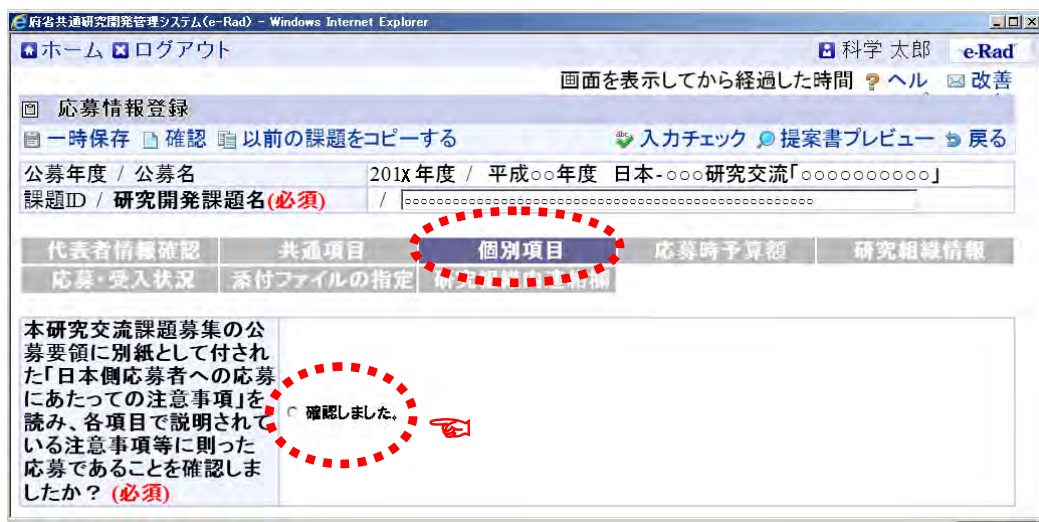 府省共通研究開発管理システム(e-Rad) - Windows Internet Explorer
ホーム ログアウト 科学 太郎 e-Rad
画面を表示してから経過した時間 ヘル 改善
応募情報登録
一時保存 確認 以前の課題をコピーする 入力チェック 提案書プレビュー 戻る
公募年度 / 公募名 201X 年度 / 平成○○年度 日本-○○○研究交流「○○○○○○○○○○」
課題ID / 研究開発課題名(必須) / ○○○○○○○○○○○○○○○○○○○○○○○○○○○○○○○○○○○○○○○○○○○○○○○○○○○
代表者情報確認 共通項目 個別項目 応募時予算額 研究組織情報
応募・受入状況 添付ファイルの指定 研究組織内連絡欄
本研究交流課題募集の公
募要領に別紙として付され
た「日本側応募者への応募
にあたっての注意事項」を
読み、各項目で説明されて
いる注意事項等に則った
応募であることを確認しま
したか? (必須)
確認しました。